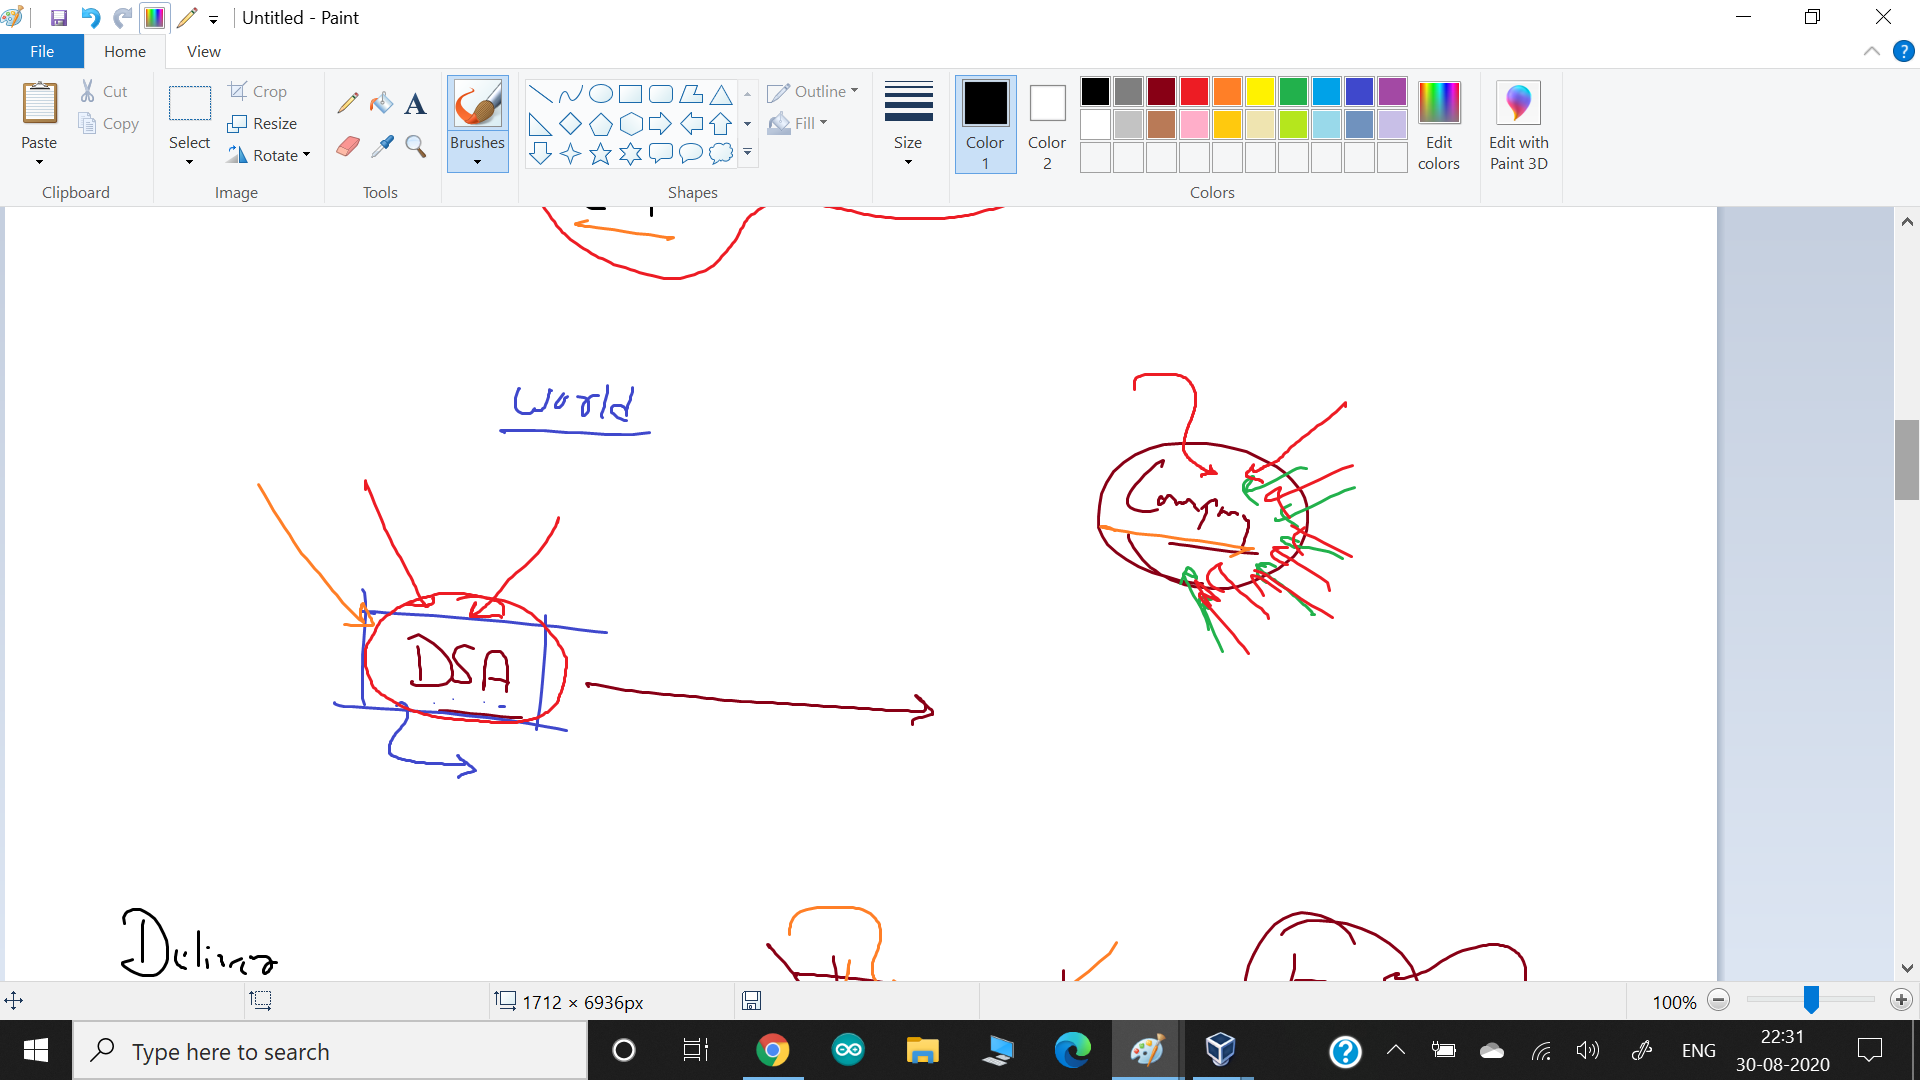 Untitled - Paint
File Home View
Paste
Cut
Copy
Clipboard
Select
Crop
Resize
Rotate
Image
Tools
Brushes
Shapes
Outline
Fill
Size
Color 1
Color 2
Colors
Edit colors
Edit with Paint 3D
World
Company
DSA
Deliver
1712 × 6936px
100%
Type here to search
ENG
22:31
30-08-2020